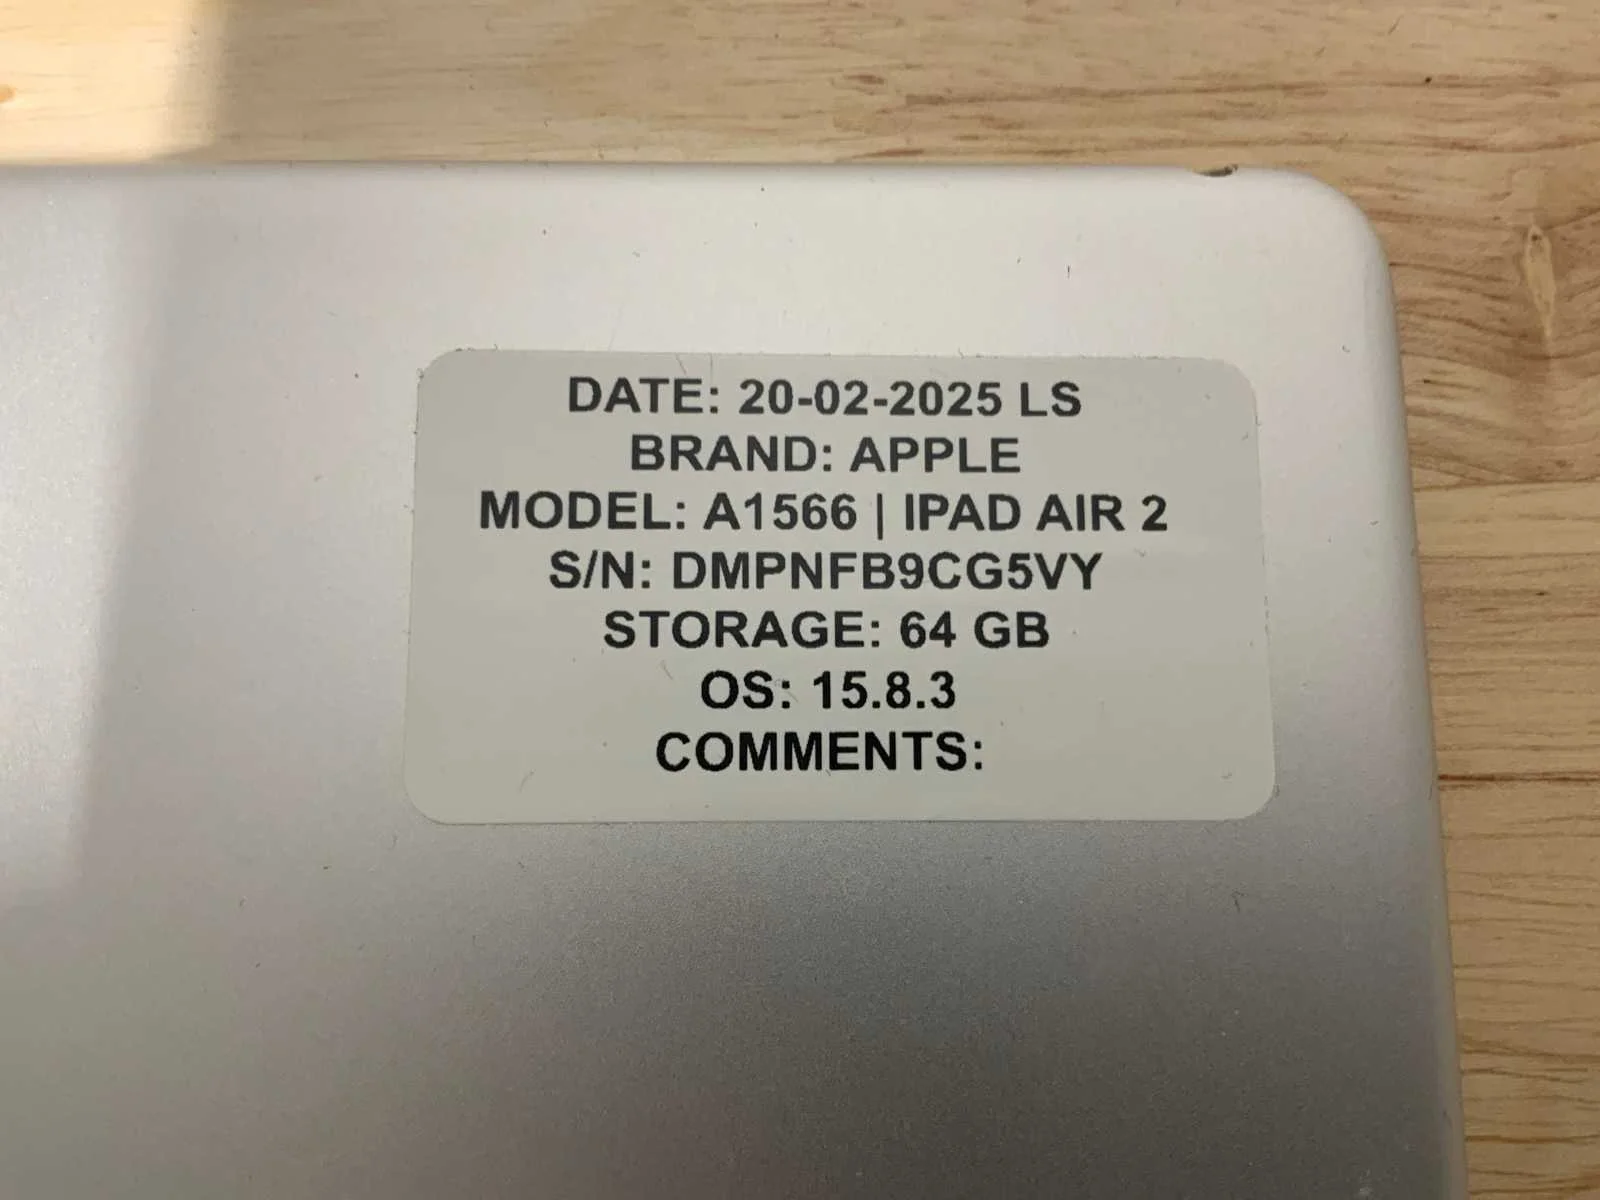 DATE: 20-02-2025 LS
BRAND: APPLE
MODEL: A1566 | IPAD AIR 2
S/N: DMPNFB9CG5VY
STORAGE: 64 GB
OS: 15.8.3
COMMENTS: